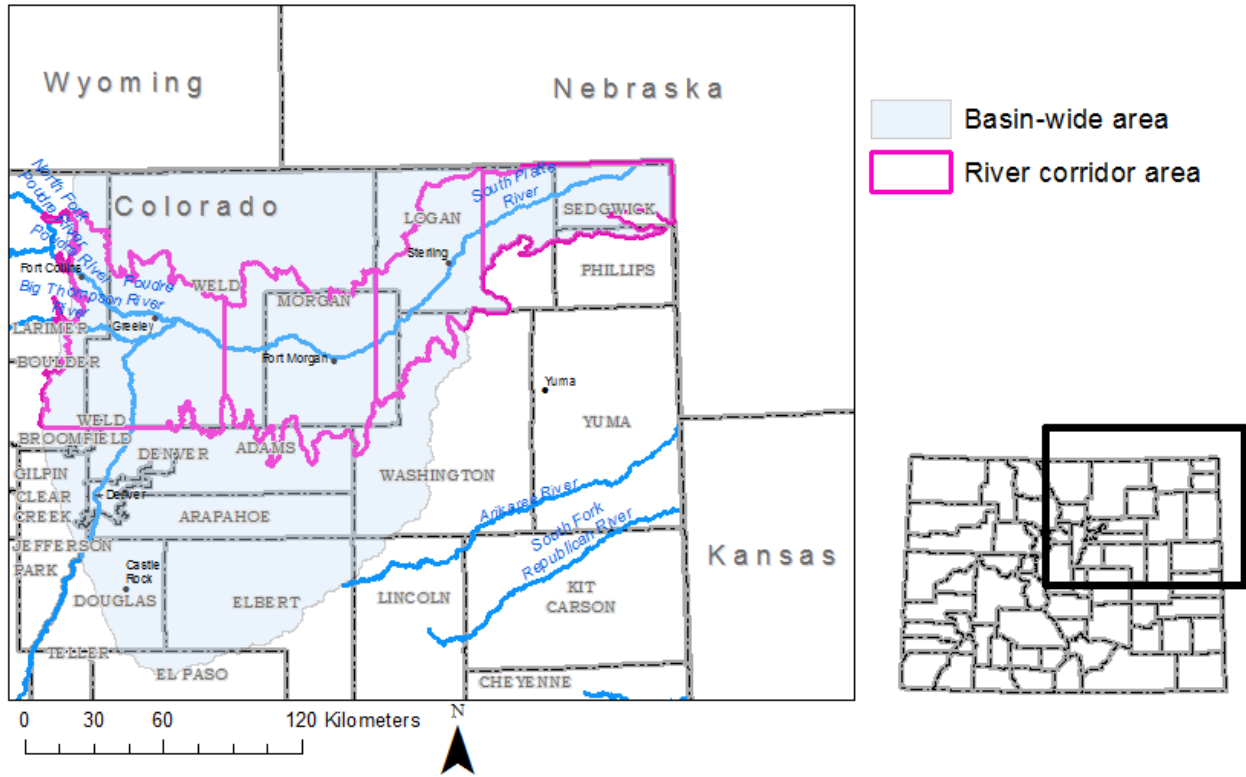 Wyoming
Nebraska
Basin-wide area
River corridor area
North Fork
Poudre River
Poudre River
Colorado
South Platte
River
LOGAN
SEDGWICK
Sterling
PHILLIPS
Fort Collins
Poudre
River
Big Thompson River
WELD
MORGAN
Greeley
LARIMER
Fort Morgan
BOULDER
Yuma
WELD
YUMA
BROOMFIELD
DENVER
ADAMS
GILPIN
WASHINGTON
CLEAR
CREEK
Denver
ARAPAHOE
Arikaree River
JEFFERSON
South Fork
Republican River
Kansas
PARK
Castle
Rock
DOUGLAS
ELBERT
LINCOLN
KIT
CARSON
TELLER
EL PASO
CHEYENNE
0 30 60 120 Kilometers
N